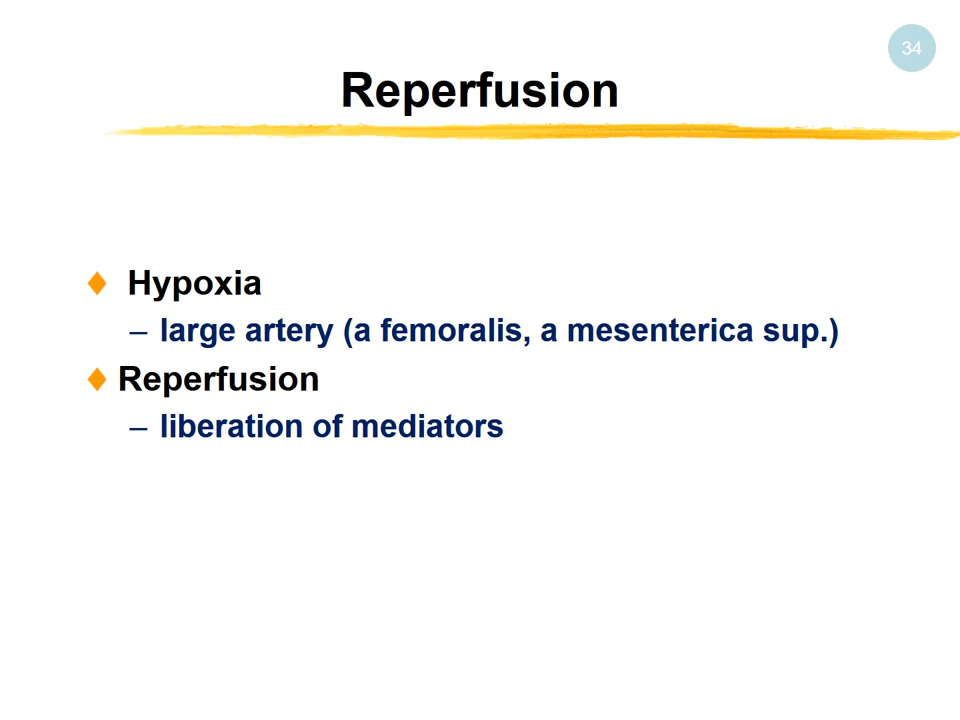 34
Reperfusion
♦ Hypoxia
– large artery (a femoralis, a mesenterica sup.)
♦ Reperfusion
– liberation of mediators